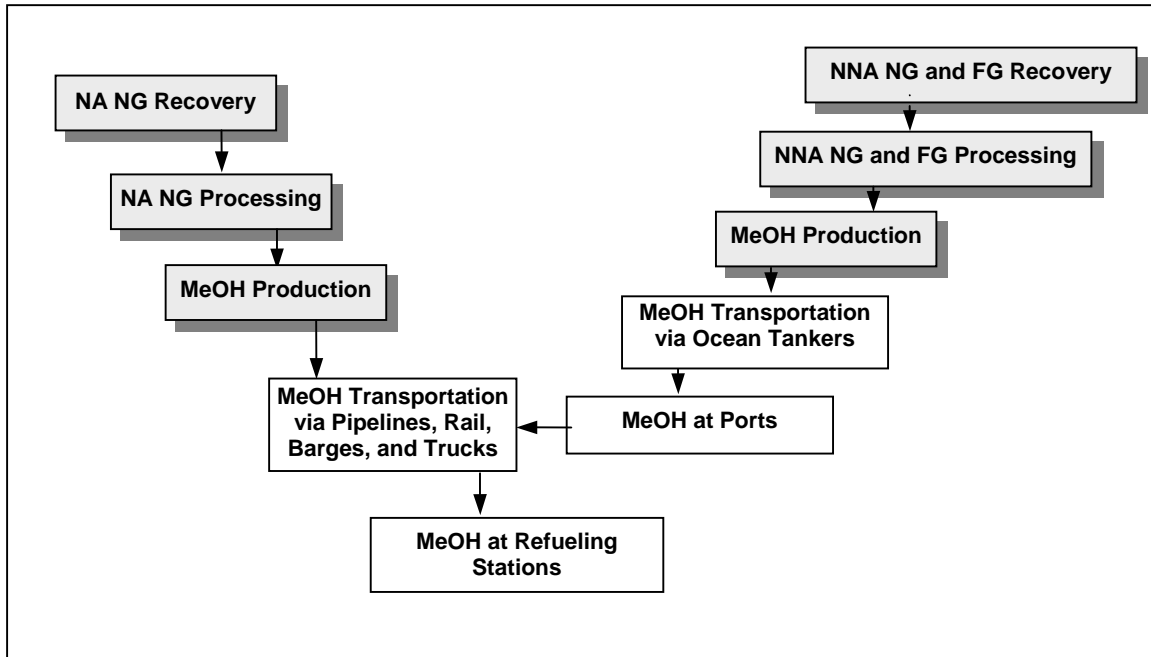 NNA NG and FG Recovery
NA NG Recovery
NNA NG and FG Processing
NA NG Processing
MeOH Production
MeOH Production
MeOH Transportation
via Ocean Tankers
MeOH Transportation
via Pipelines, Rail,
Barges, and Trucks
MeOH at Ports
MeOH at Refueling
Stations